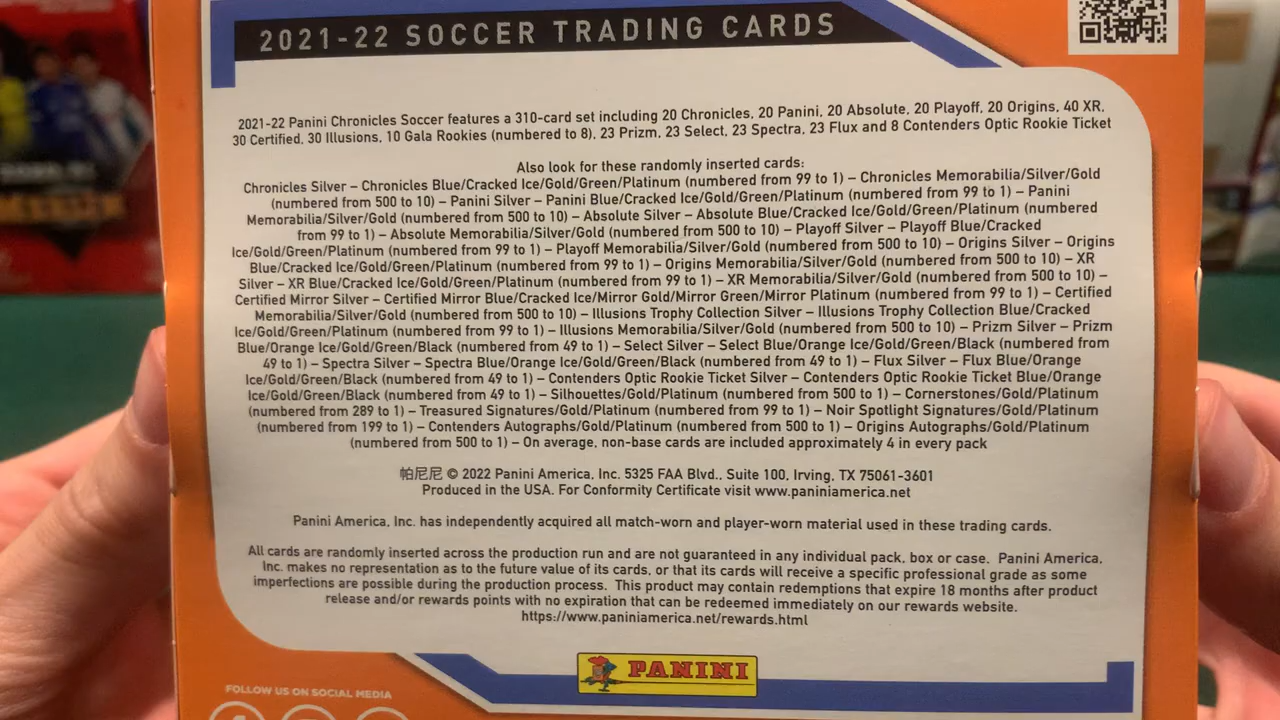 2021-22 SOCCER TRADING CARDS
2021-22 Panini Chronicles Soccer features a 310-card set including 20 Chronicles, 20 Panini, 20 Absolute, 20 Playoff, 20 Origins, 40 XR,
30 Certified, 30 Illusions, 10 Gala Rookies (numbered to 8), 23 Prizm, 23 Select, 23 Spectra, 23 Flux and 8 Contenders Optic Rookie Ticket
Also look for these randomly inserted cards:
Chronicles Silver – Chronicles Blue/Cracked Ice/Gold/Green/Platinum (numbered from 99 to 1) – Chronicles Memorabilia/Silver/Gold
(numbered from 500 to 10) – Panini Silver – Panini Blue/Cracked Ice/Gold/Green/Platinum (numbered from 99 to 1) – Panini
Memorabilia/Silver/Gold (numbered from 500 to 10) – Absolute Silver – Absolute Blue/Cracked Ice/Gold/Green/Platinum (numbered
from 99 to 1) – Absolute Memorabilia/Silver/Gold (numbered from 500 to 10) – Playoff Silver – Playoff Blue/Cracked
Ice/Gold/Green/Platinum (numbered from 99 to 1) – Playoff Memorabilia/Silver/Gold (numbered from 500 to 10) – Origins Silver – Origins
Blue/Cracked Ice/Gold/Green/Platinum (numbered from 99 to 1) – Origins Memorabilia/Silver/Gold (numbered from 500 to 10) – XR
Silver – XR Blue/Cracked Ice/Gold/Green/Platinum (numbered from 99 to 1) – XR Memorabilia/Silver/Gold (numbered from 500 to 10) –
Certified Mirror Silver – Certified Mirror Blue/Cracked Ice/Mirror Gold/Mirror Green/Mirror Platinum (numbered from 99 to 1) – Certified
Memorabilia/Silver/Gold (numbered from 500 to 10) – Illusions Trophy Collection Silver – Illusions Trophy Collection Blue/Cracked
Ice/Gold/Green/Platinum (numbered from 99 to 1) – Illusions Memorabilia/Silver/Gold (numbered from 500 to 10) – Prizm Silver – Prizm
Blue/Orange Ice/Gold/Green/Black (numbered from 49 to 1) – Select Silver – Select Blue/Orange Ice/Gold/Green/Black (numbered from
49 to 1) – Spectra Silver – Spectra Blue/Orange Ice/Gold/Green/Black (numbered from 49 to 1) – Flux Silver – Flux Blue/Orange
Ice/Gold/Green/Black (numbered from 49 to 1) – Contenders Optic Rookie Ticket Silver – Contenders Optic Rookie Ticket Blue/Orange
Ice/Gold/Green/Black (numbered from 49 to 1) – Silhouettes/Gold/Platinum (numbered from 500 to 1) – Cornerstones/Gold/Platinum
(numbered from 289 to 1) – Treasured Signatures/Gold/Platinum (numbered from 99 to 1) – Noir Spotlight Signatures/Gold/Platinum
(numbered from 199 to 1) – Contenders Autographs/Gold/Platinum (numbered from 500 to 1) – Origins Autographs/Gold/Platinum
(numbered from 500 to 1) – On average, non-base cards are included approximately 4 in every pack
帕尼尼 © 2022 Panini America, Inc. 5325 FAA Blvd., Suite 100, Irving, TX 75061-3601
Produced in the USA. For Conformity Certificate visit www.paniniamerica.net
Panini America, Inc. has independently acquired all match-worn and player-worn material used in these trading cards.
All cards are randomly inserted across the production run and are not guaranteed in any individual pack, box or case. Panini America,
Inc. makes no representation as to the future value of its cards, or that its cards will receive a specific professional grade as some
imperfections are possible during the production process. This product may contain redemptions that expire 18 months after product
release and/or rewards points with no expiration that can be redeemed immediately on our rewards website.
https://www.paniniamerica.net/rewards.html
PANINI
FOLLOW US ON SOCIAL MEDIA